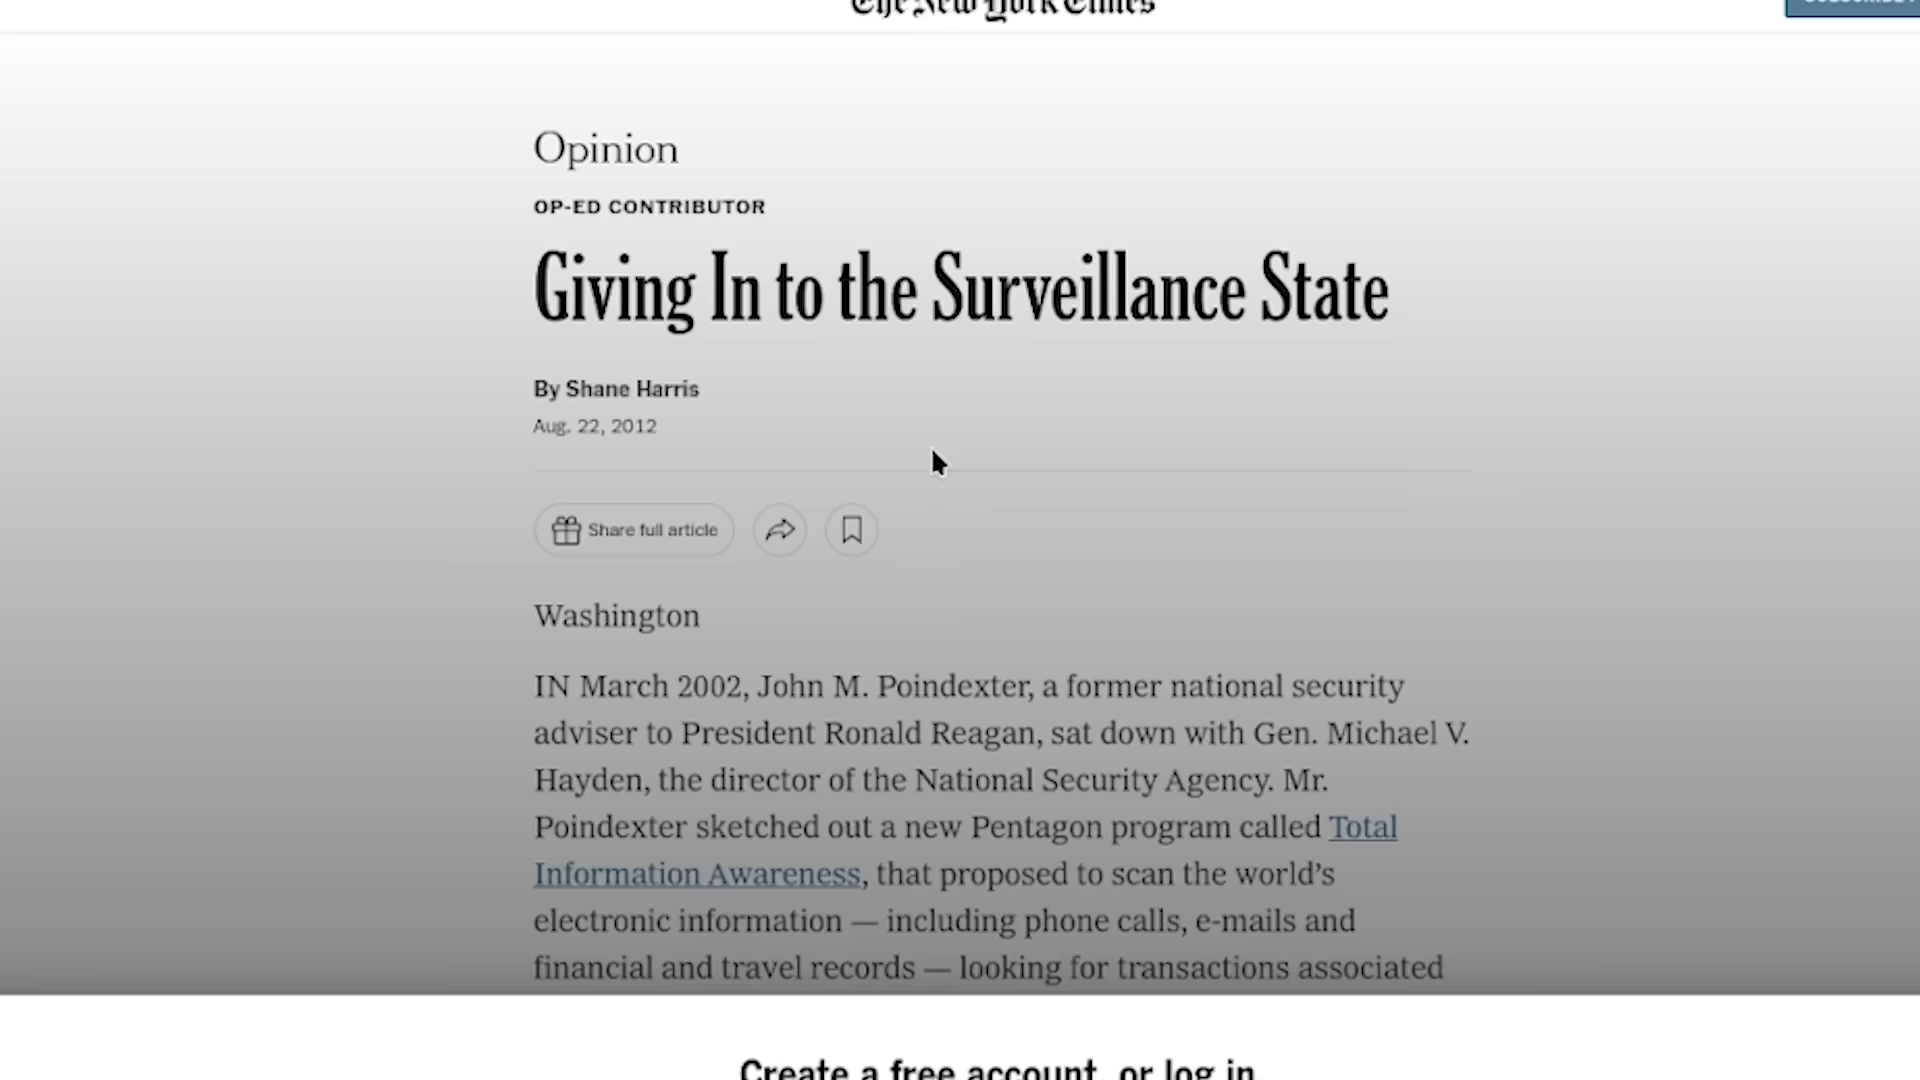 The New York Times
Opinion
OP-ED CONTRIBUTOR
Giving In to the Surveillance State
By Shane Harris
Aug. 22, 2012
Share full article
Washington
IN March 2002, John M. Poindexter, a former national security
adviser to President Ronald Reagan, sat down with Gen. Michael V.
Hayden, the director of the National Security Agency. Mr.
Poindexter sketched out a new Pentagon program called Total
Information Awareness, that proposed to scan the world’s
electronic information — including phone calls, e-mails and
financial and travel records — looking for transactions associated
Create a free account, or log in.